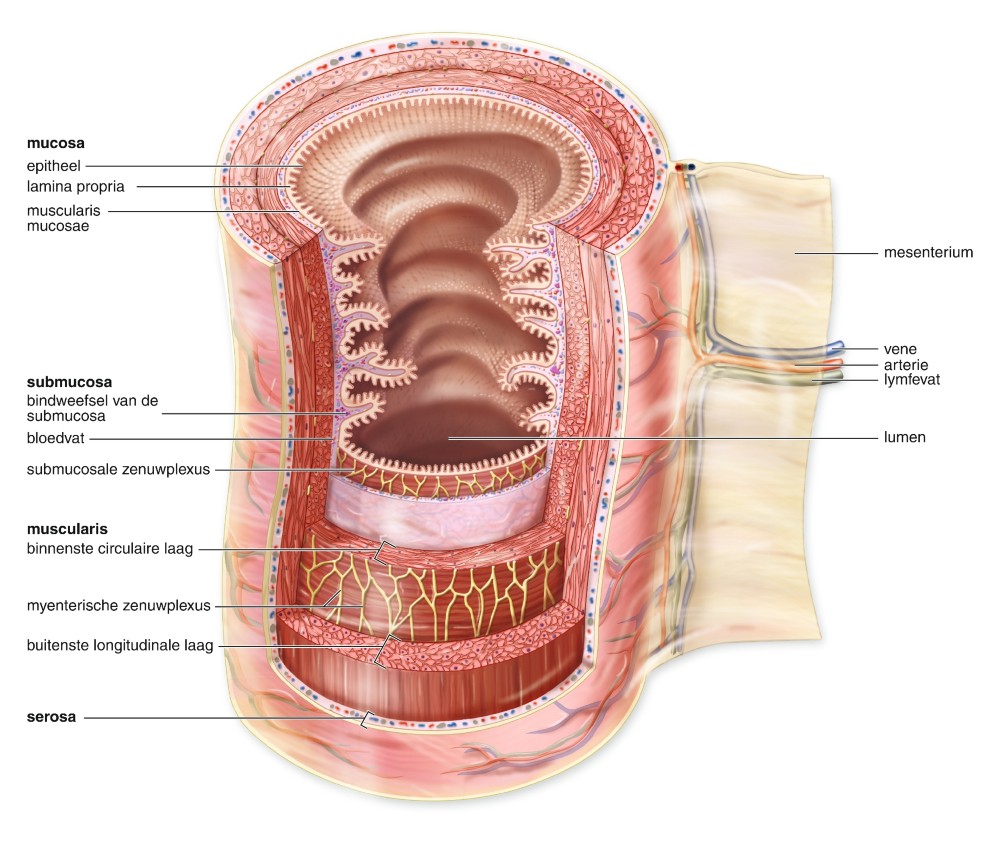 mucosa
epitheel
lamina propria
muscularis
mucosae
submucosa
bindweefsel van de
submucosa
bloedvat
submucosale zenuwplexus
muscularis
binnenste circulaire laag
myenterische zenuwplexus
buitenste longitudinale laag
serosa
mesenterium
vene
arterie
lymfevat
lumen